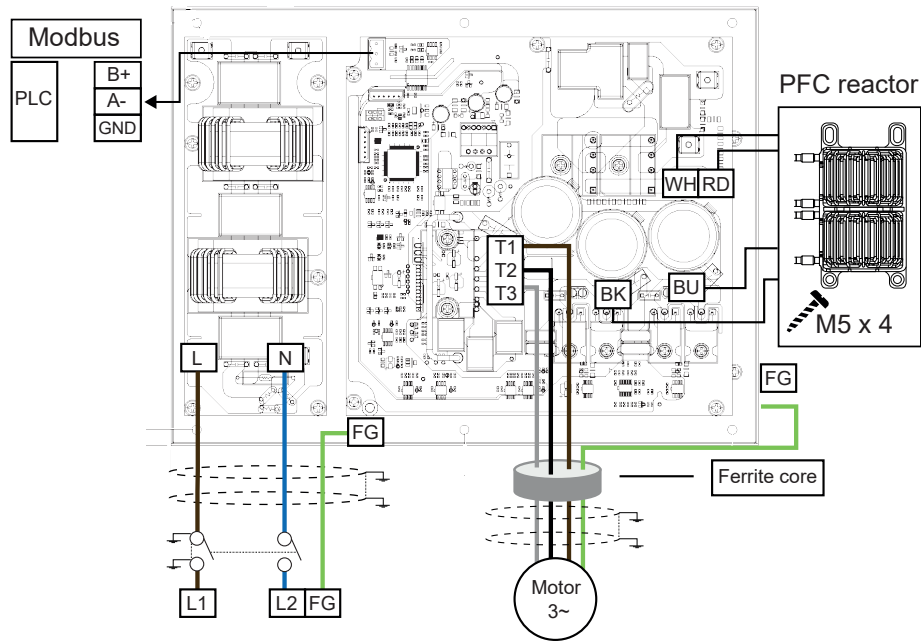 Modbus
PLC
B+
A-
GND
PFC reactor
WH RD
T1
T2
T3
BK
BU
M5 x 4
L
N
FG
FG
Ferrite core
Motor
3~
L1
L2 FG